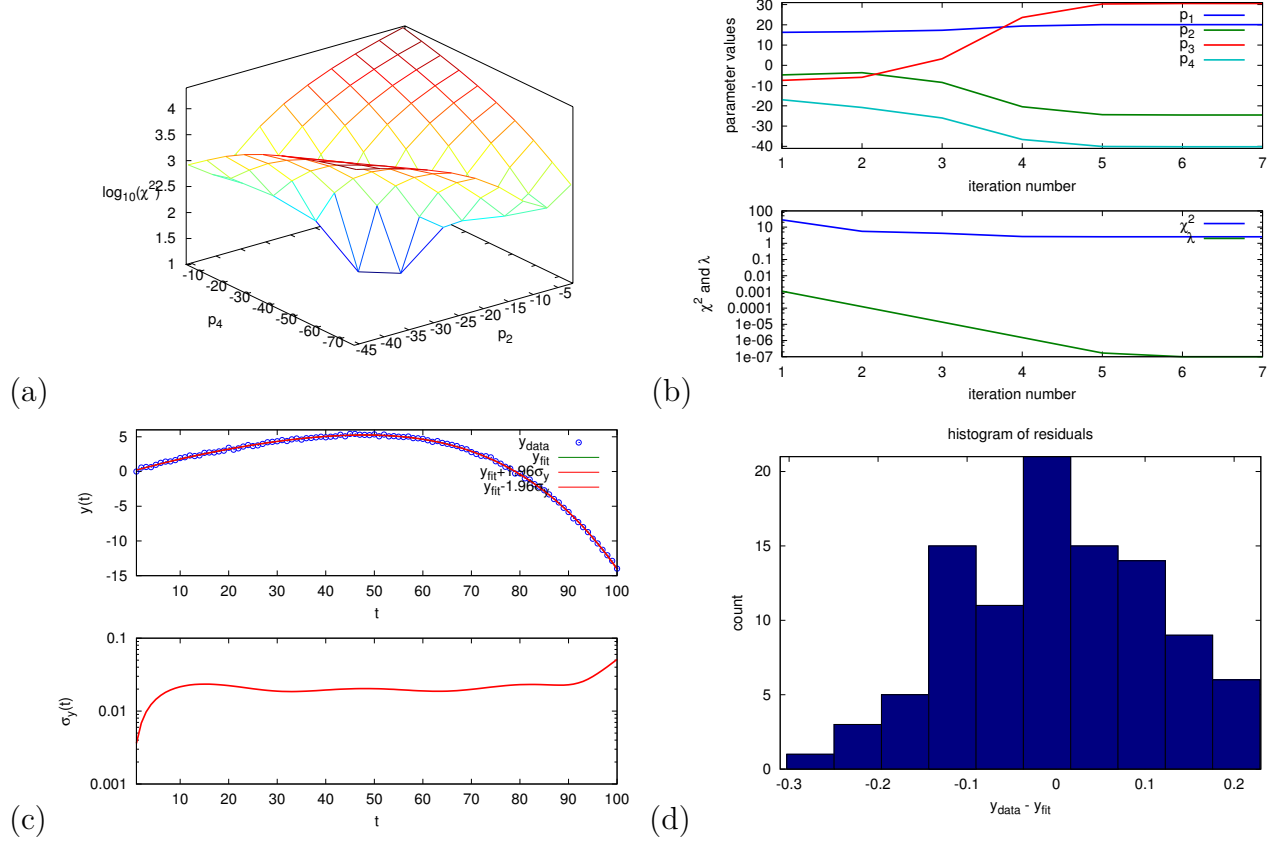 4
3.5
3
2.5
2
1.5
1
log10(χ2)
-10
-20
-30
-40
-50
-60
-70
p4
-45
-40
-35
-30
-25
-20
-15
-10
-5
p2
(a)
30
20
10
0
-10
-20
-30
-40
parameter values
p1
p2
p3
p4
1 2 3 4 5 6 7
iteration number
100
10
1
0.1
0.01
0.001
0.0001
1e-05
1e-06
1e-07
χ2 and λ
χ2
λ
1 2 3 4 5 6 7
iteration number
(b)
5
0
-5
-10
-15
y(t)
ydata
yfit
yfit+1.96σy
yfit-1.96σy
10 20 30 40 50 60 70 80 90 100
t
0.1
0.01
0.001
σy(t)
10 20 30 40 50 60 70 80 90 100
t
(c)
histogram of residuals
20
15
10
5
0
count
-0.3 -0.2 -0.1 0 0.1 0.2
ydata - yfit
(d)